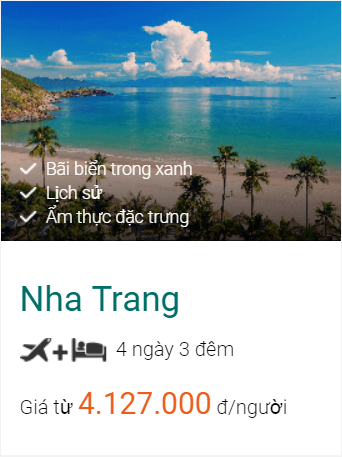 Bãi biển trong xanh
Lịch sử
Ẩm thực đặc trưng
Nha Trang
4 ngày 3 đêm
Giá từ 4.127.000 đ/người